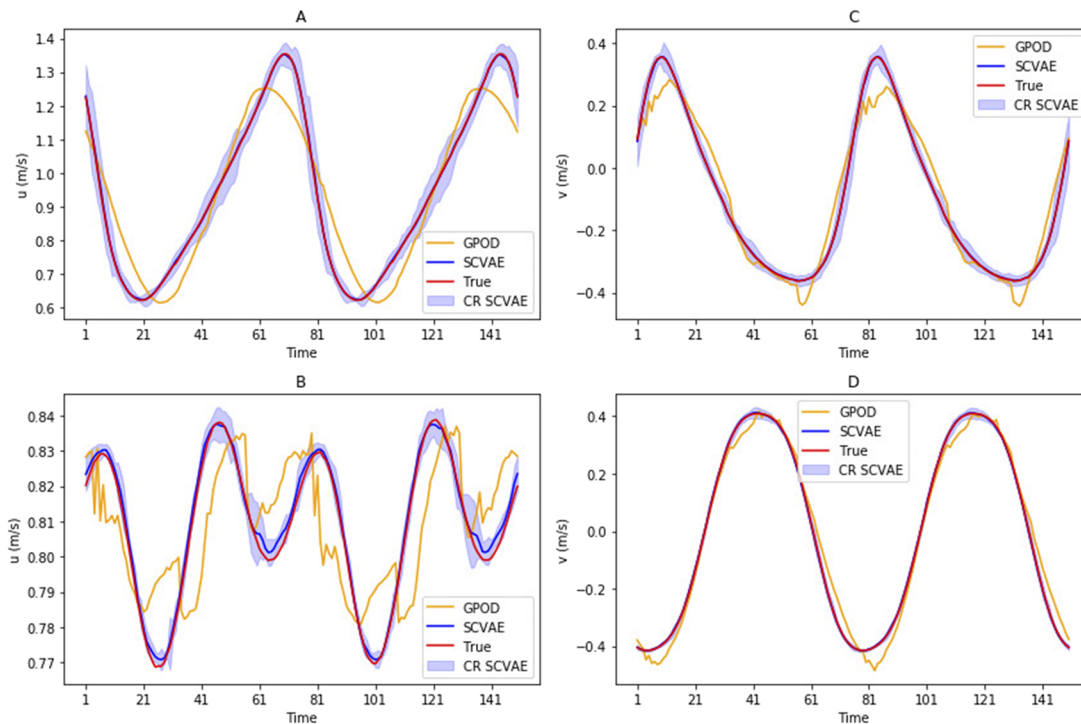 A
u (m/s)
1.4
1.3
1.2
1.1
1.0
0.9
0.8
0.7
0.6
GPOD
SCVAE
True
CR SCVAE
1 21 41 61 81 101 121 141
Time
C
v (m/s)
0.4
0.2
0.0
−0.2
−0.4
GPOD
SCVAE
True
CR SCVAE
1 21 41 61 81 101 121 141
Time
B
u (m/s)
0.84
0.83
0.82
0.81
0.80
0.79
0.78
0.77
GPOD
SCVAE
True
CR SCVAE
1 21 41 61 81 101 121 141
Time
D
v (m/s)
0.4
0.2
0.0
−0.2
−0.4
GPOD
SCVAE
True
CR SCVAE
1 21 41 61 81 101 121 141
Time